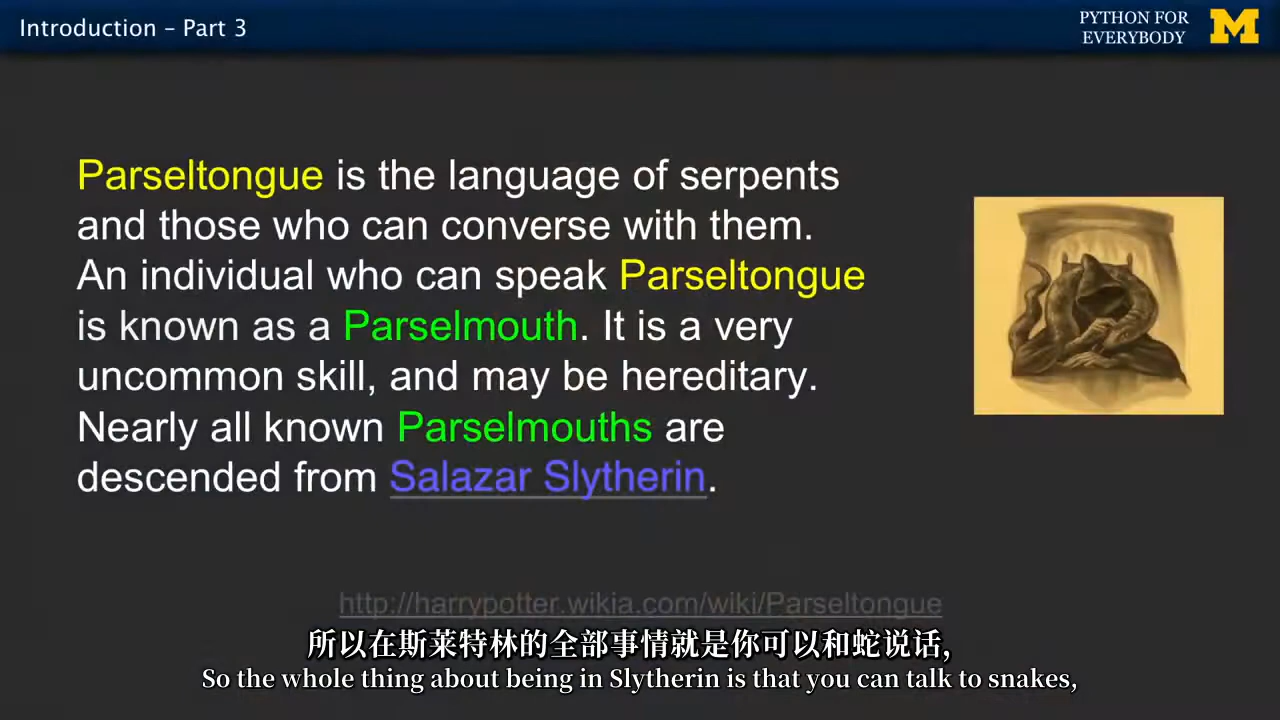 Introduction – Part 3
PYTHON FOR
EVERYBODY
M
Parseltongue is the language of serpents
and those who can converse with them.
An individual who can speak Parseltongue
is known as a Parselmouth. It is a very
uncommon skill, and may be hereditary.
Nearly all known Parselmouths are
descended from Salazar Slytherin.
http://harrypotter.wikia.com/wiki/Parseltongue
所以在斯莱特林的全部事情就是你可以和蛇说话,
So the whole thing about being in Slytherin is that you can talk to snakes,